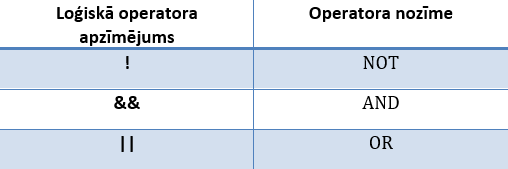 Loģiskā operatora apzīmējums
Operatora nozīme
! NOT
&& AND
|| OR